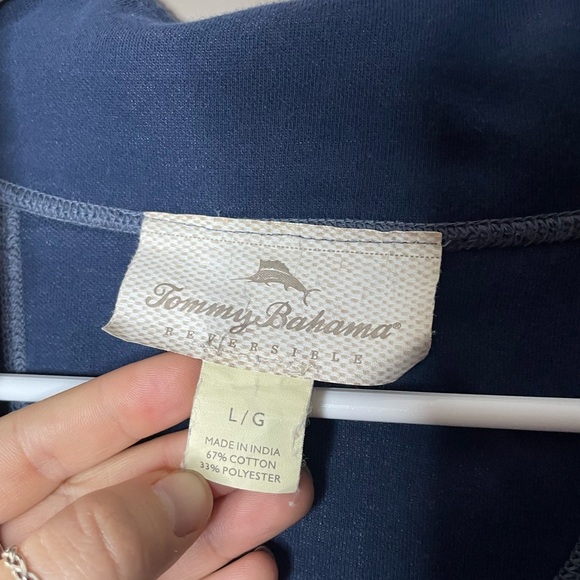 Tommy Bahama®
REVERSIBLE
L/G
MADE IN INDIA
67% COTTON
33% POLYESTER